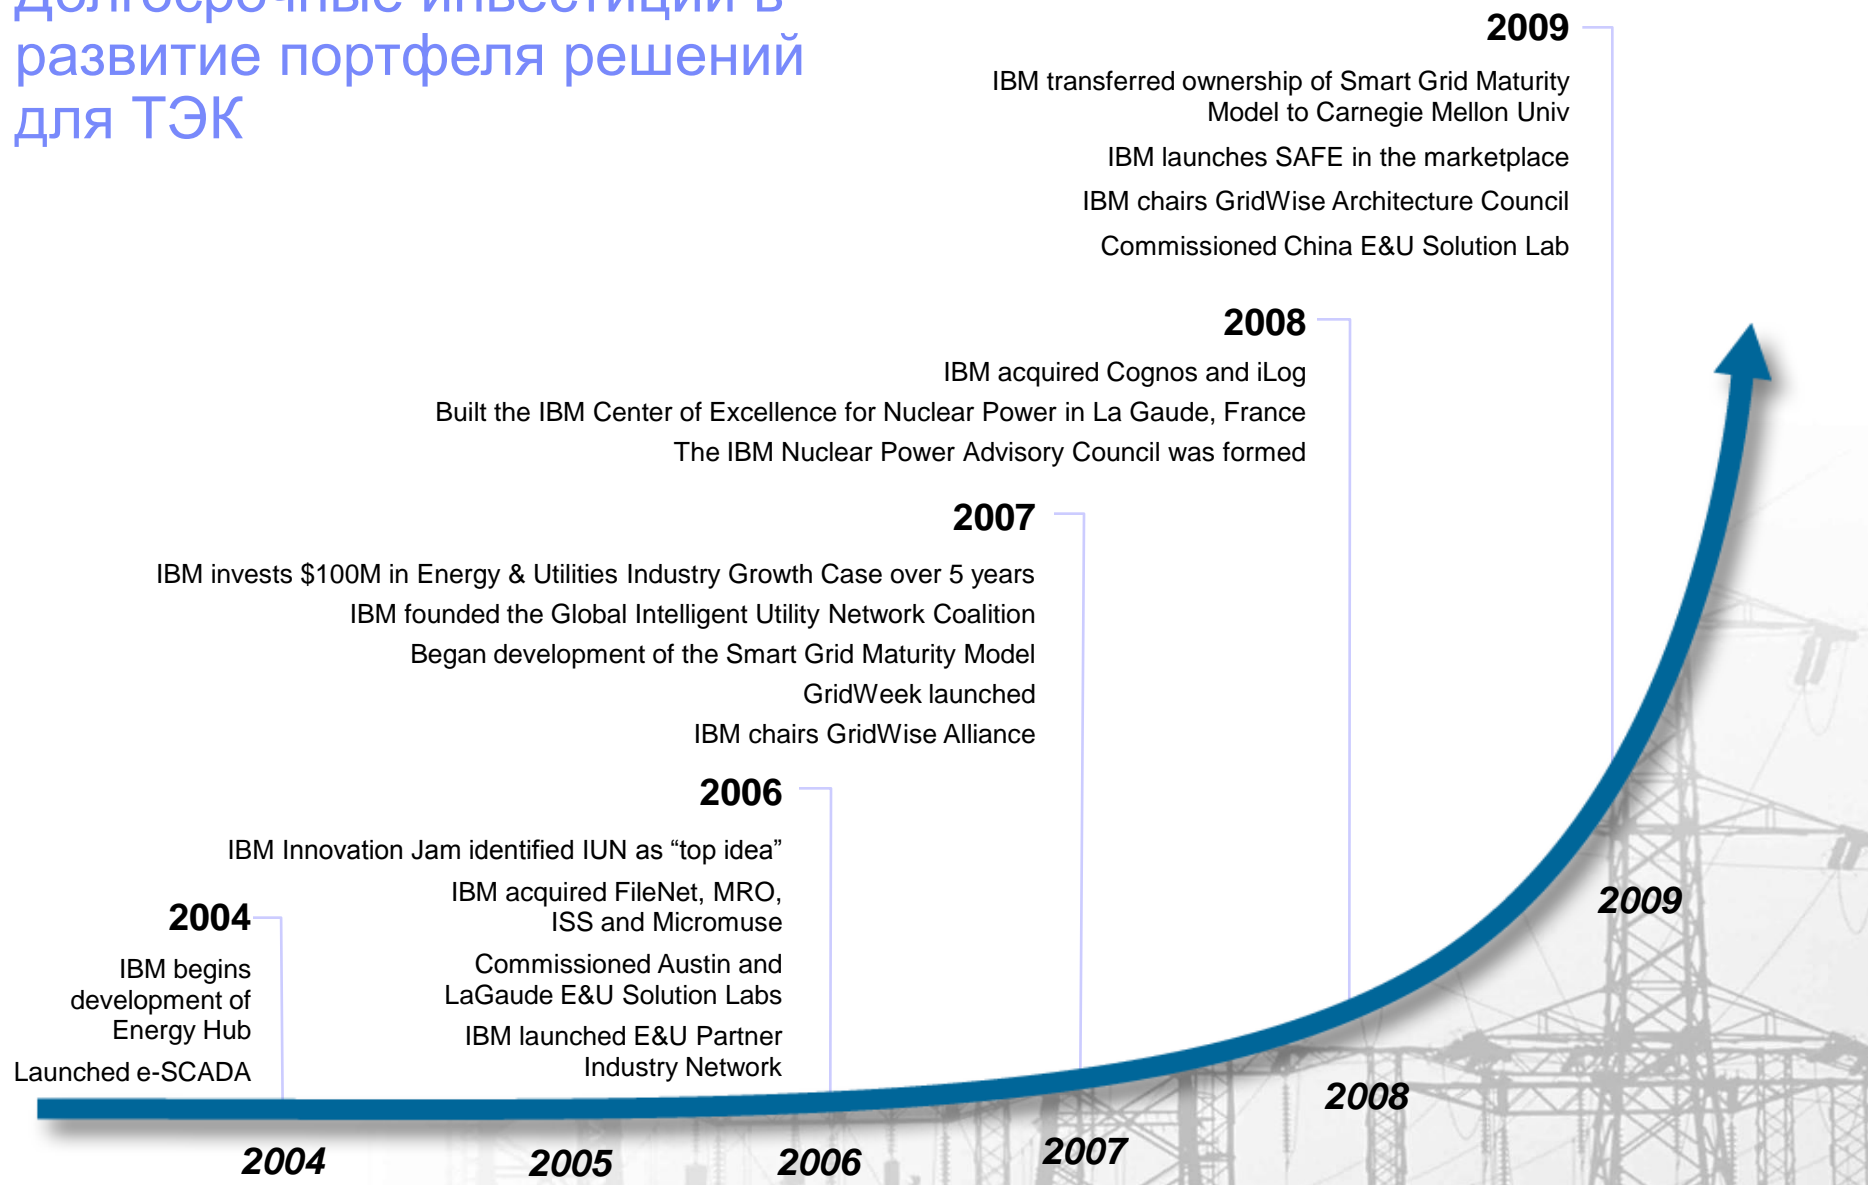 Долгосрочные инвестиции в
развитие портфеля решений
для ТЭК
2009
IBM transferred ownership of Smart Grid Maturity
Model to Carnegie Mellon Univ
IBM launches SAFE in the marketplace
IBM chairs GridWise Architecture Council
Commissioned China E&U Solution Lab
2008
IBM acquired Cognos and iLog
Built the IBM Center of Excellence for Nuclear Power in La Gaude, France
The IBM Nuclear Power Advisory Council was formed
2007
IBM invests $100M in Energy & Utilities Industry Growth Case over 5 years
IBM founded the Global Intelligent Utility Network Coalition
Began development of the Smart Grid Maturity Model
GridWeek launched
IBM chairs GridWise Alliance
2006
IBM Innovation Jam identified IUN as “top idea”
IBM acquired FileNet, MRO,
ISS and Micromuse
Commissioned Austin and
LaGaude E&U Solution Labs
IBM launched E&U Partner
Industry Network
2004
IBM begins
development of
Energy Hub
Launched e-SCADA
2004
2005
2006
2007
2008
2009